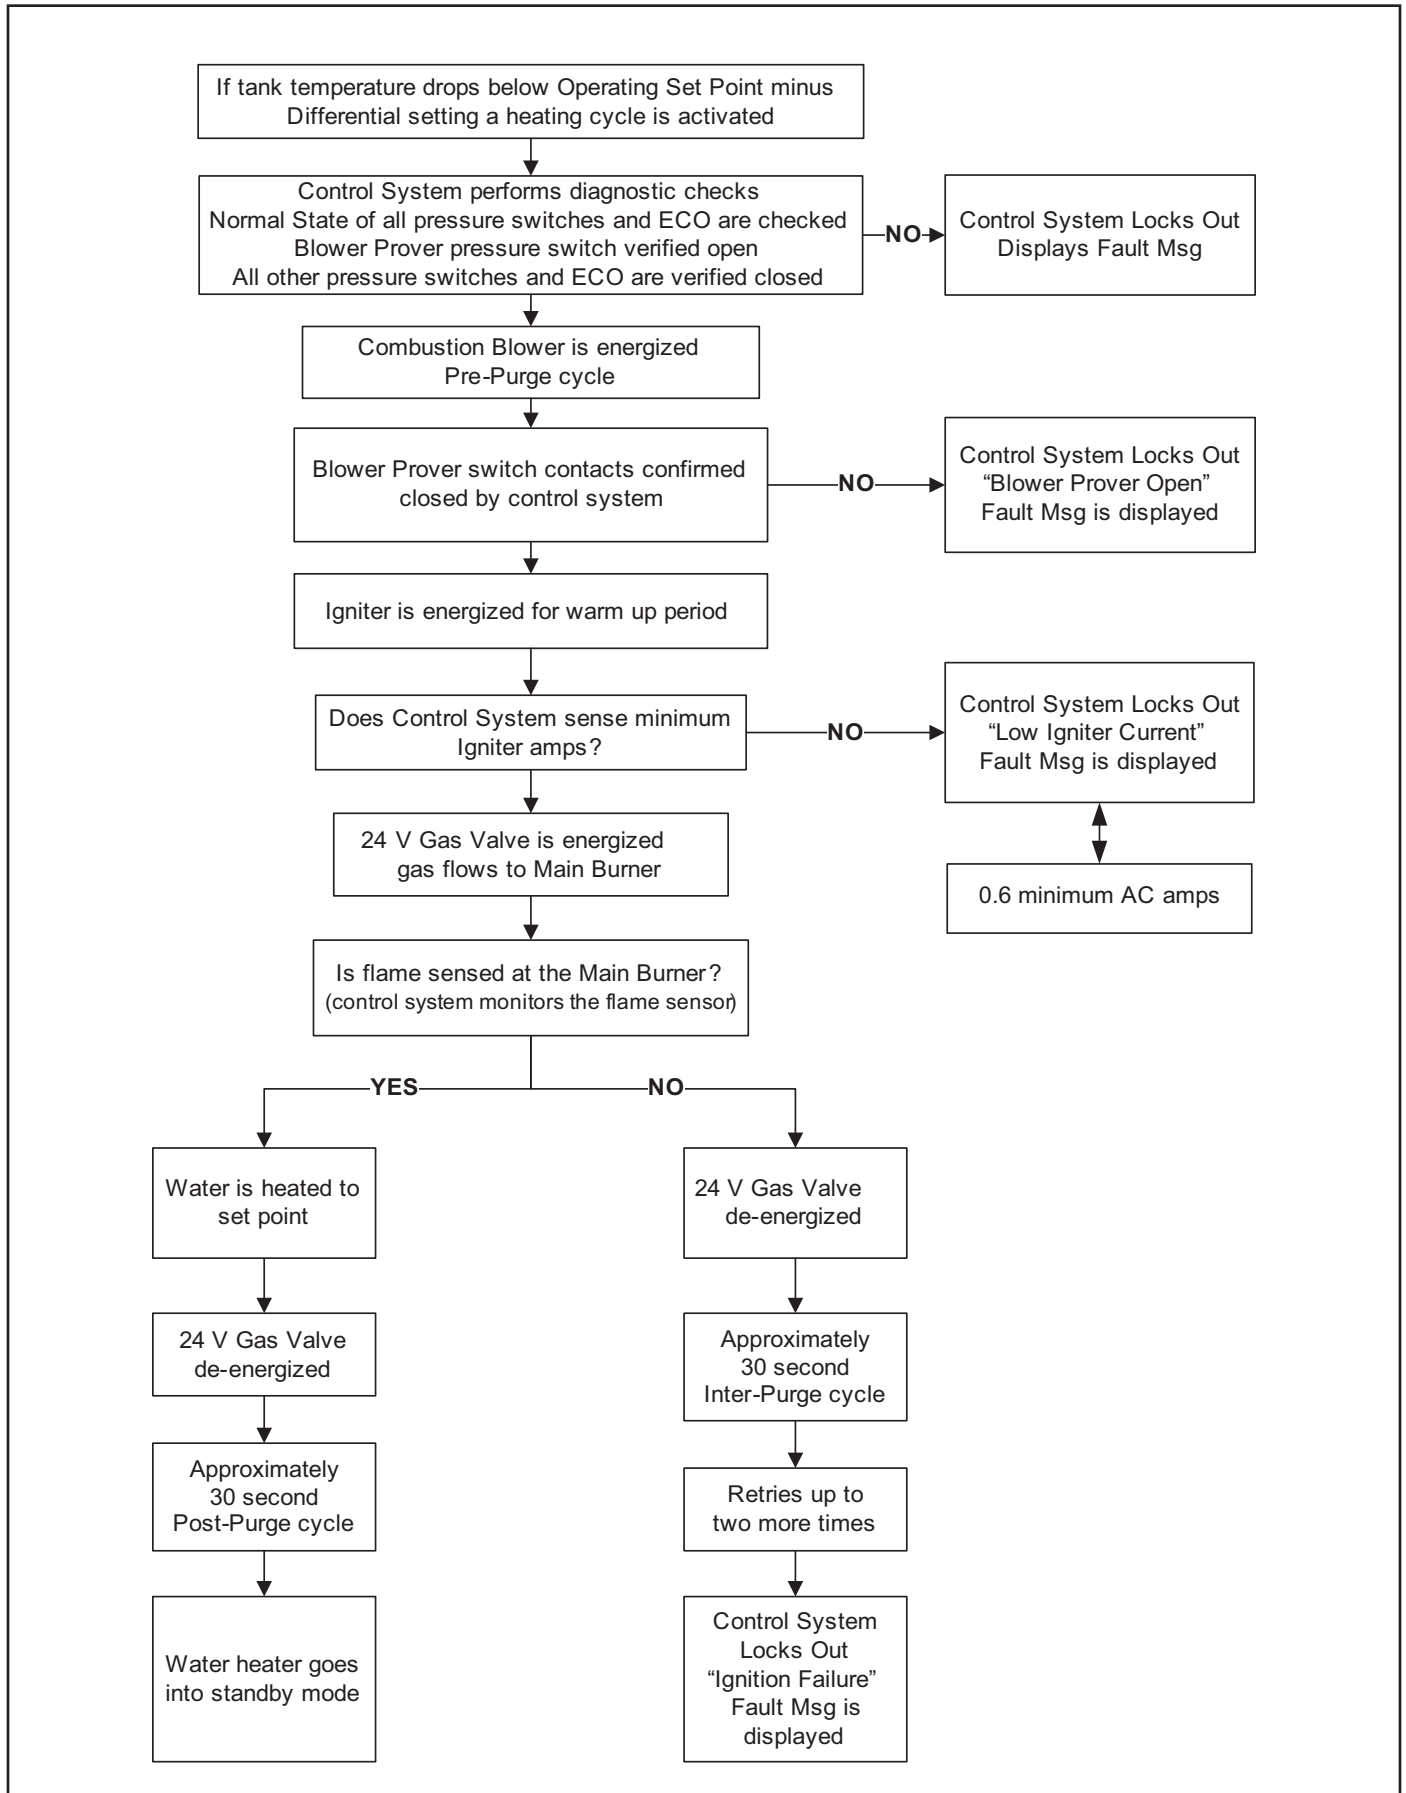 If tank temperature drops below Operating Set Point minus
Differential setting a heating cycle is activated
Control System performs diagnostic checks
Normal State of all pressure switches and ECO are checked
Blower Prover pressure switch verified open
All other pressure switches and ECO are verified closed
NO
Control System Locks Out
Displays Fault Msg
Combustion Blower is energized
Pre-Purge cycle
Blower Prover switch contacts confirmed
closed by control system
NO
Control System Locks Out
“Blower Prover Open”
Fault Msg is displayed
Igniter is energized for warm up period
Does Control System sense minimum
Igniter amps?
NO
Control System Locks Out
“Low Igniter Current”
Fault Msg is displayed
0.6 minimum AC amps
24 V Gas Valve is energized
gas flows to Main Burner
Is flame sensed at the Main Burner?
(control system monitors the flame sensor)
YES
NO
Water is heated to
set point
24 V Gas Valve
de-energized
Approximately
30 second
Post-Purge cycle
Water heater goes
into standby mode
24 V Gas Valve
de-energized
Approximately
30 second
Inter-Purge cycle
Retries up to
two more times
Control System
Locks Out
“Ignition Failure”
Fault Msg is
displayed